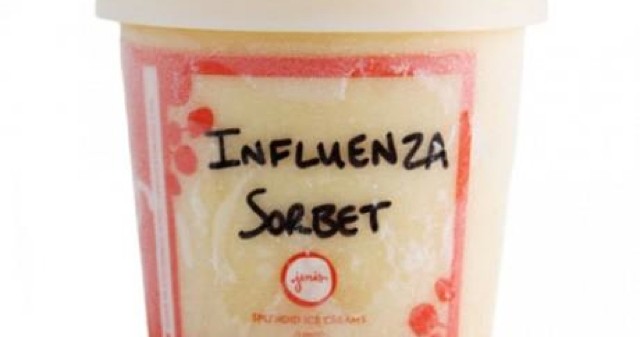 INFLUENZA
SORBET
jeni's
SPLENDID ICE CREAMS